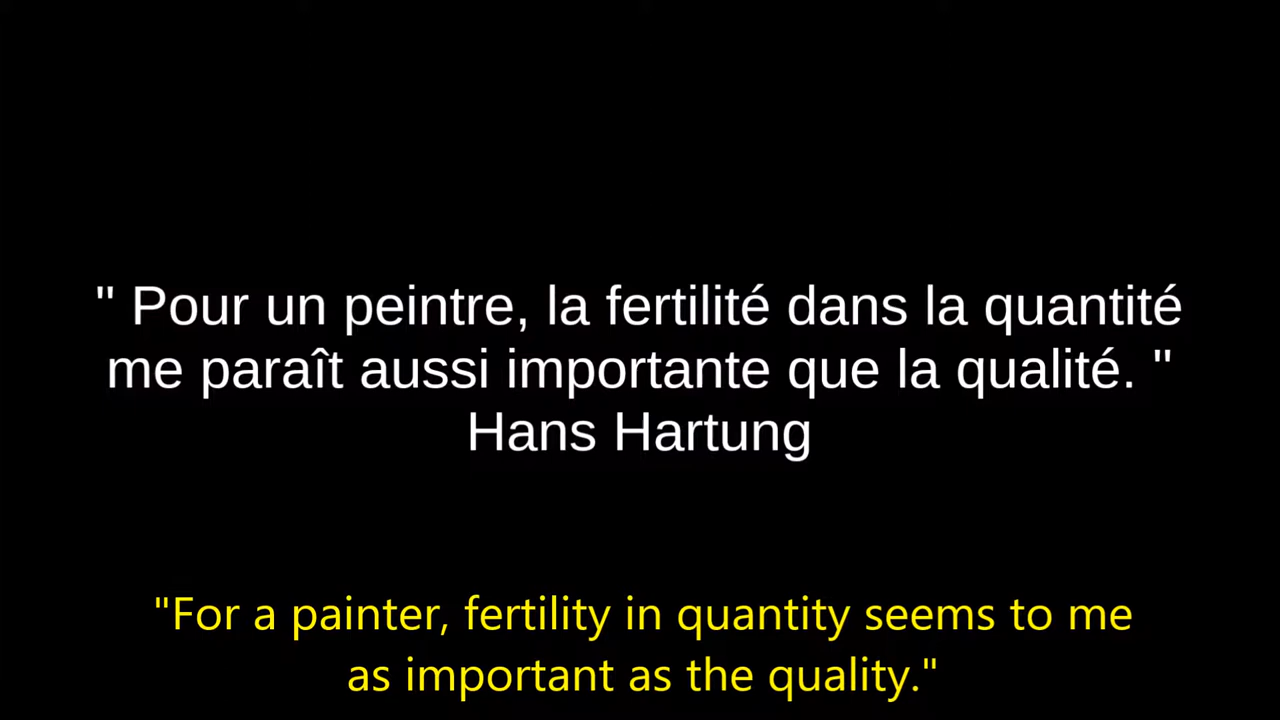 " Pour un peintre, la fertilité dans la quantité
me paraît aussi importante que la qualité. "
Hans Hartung
"For a painter, fertility in quantity seems to me
as important as the quality."